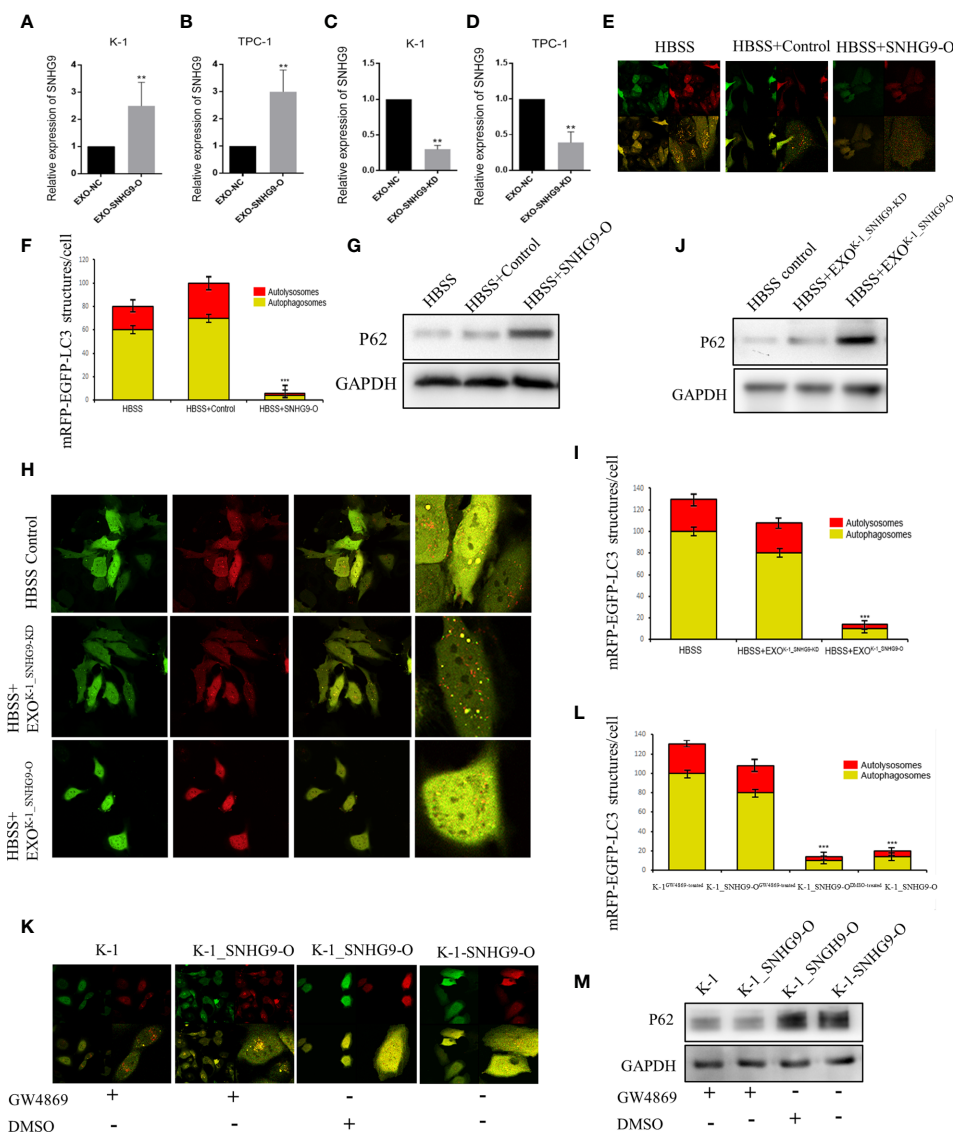 A
K-1
Relative expression of SNHG9
4
3
2
1
0
EXO-NC
EXO-SNHG9-O
**
B
TPC-1
Relative expression of SNHG9
4
3
2
1
0
EXO-NC
EXO-SNHG9-O
**
C
K-1
Relative expression of SNHG9
1.5
1.0
0.5
0.0
EXO-NC
EXO-SNHG9-KD
**
D
TPC-1
Relative expression of SNHG9
1.5
1.0
0.5
0.0
EXO-NC
EXO-SNHG9-KD
**
E
HBSS
HBSS+Control
HBSS+SNHG9-O
F
mRFP-EGFP-LC3 structures/cell
120
100
80
60
40
20
0
Autolysosomes
Autophagosomes
***
HBSS
HBSS+Control
HBSS+SNHG9-O
G
HBSS
HBSS+Control
HBSS+SNHG9-O
P62
GAPDH
J
HBSS control
HBSS+EXOK-1_SNHG9-KD
HBSS+EXOK-1_SNHG9-O
P62
GAPDH
H
HBSS Control
HBSS+
EXOK-1_SNHG9-KD
HBSS+
EXOK-1_SNHG9-O
I
mRFP-EGFP-LC3 structures/cell
140
120
100
80
60
40
20
0
Autolysosomes
Autophagosomes
***
HBSS
HBSS+EXOK-1_SNHG9-KD
HBSS+EXOK-1_SNHG9-O
L
mRFP-EGFP-LC3 structures/cell
140
120
100
80
60
40
20
0
Autolysosomes
Autophagosomes
***
***
K-1GW4869-treated
K-1_SNHG9-OGW4869-treated
K-1_SNHG9-ODMSO-treated
K-1_SNHG9-O
K
K-1
K-1_SNHG9-O
K-1_SNHG9-O
K-1-SNHG9-O
GW4869 + + - -
DMSO - - + -
M
K-1
K-1_SNHG9-O
K-1_SNGH9-O
K-1-SNHG9-O
P62
GAPDH
GW4869 + + - -
DMSO - - + -